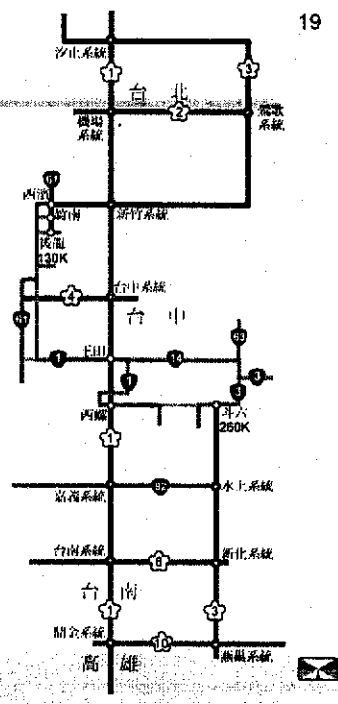 19
汐止系統
1
3
台 北
2
機場
系統
鶯歌
系統
61
西濱
竹南
新竹系統
後龍
130K
台中系統
4
台 中
61
63
王田
1
14
1
3
3
西螺
斗六
260K
1
嘉義系統
82
水上系統
台南系統
8
新化系統
台 南
1
3
鼎金系統
10
燕巢系統
高 雄